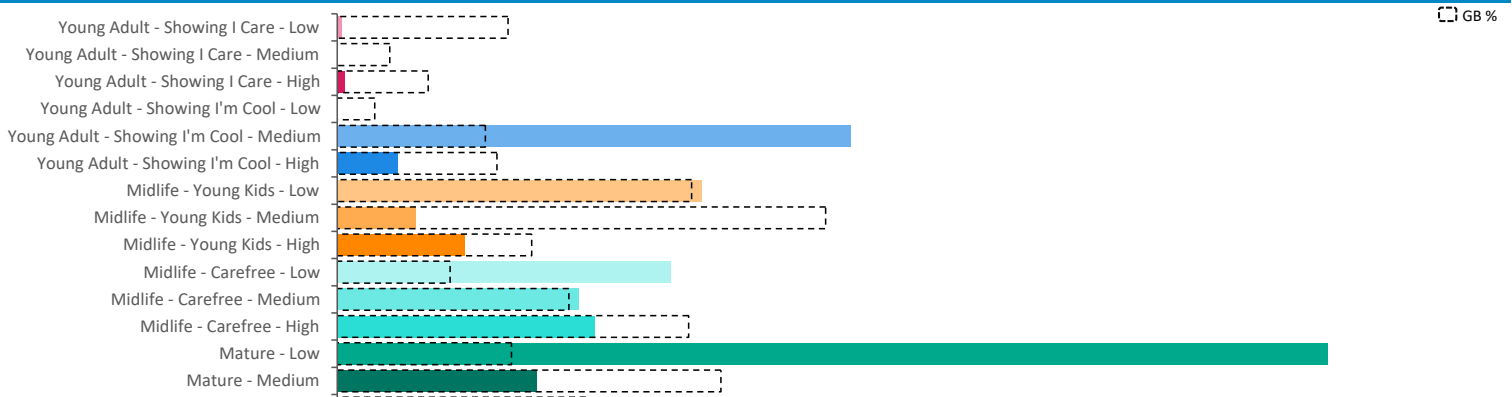 GB %
Young Adult - Showing I Care - Low
Young Adult - Showing I Care - Medium
Young Adult - Showing I Care - High
Young Adult - Showing I'm Cool - Low
Young Adult - Showing I'm Cool - Medium
Young Adult - Showing I'm Cool - High
Midlife - Young Kids - Low
Midlife - Young Kids - Medium
Midlife - Young Kids - High
Midlife - Carefree - Low
Midlife - Carefree - Medium
Midlife - Carefree - High
Mature - Low
Mature - Medium